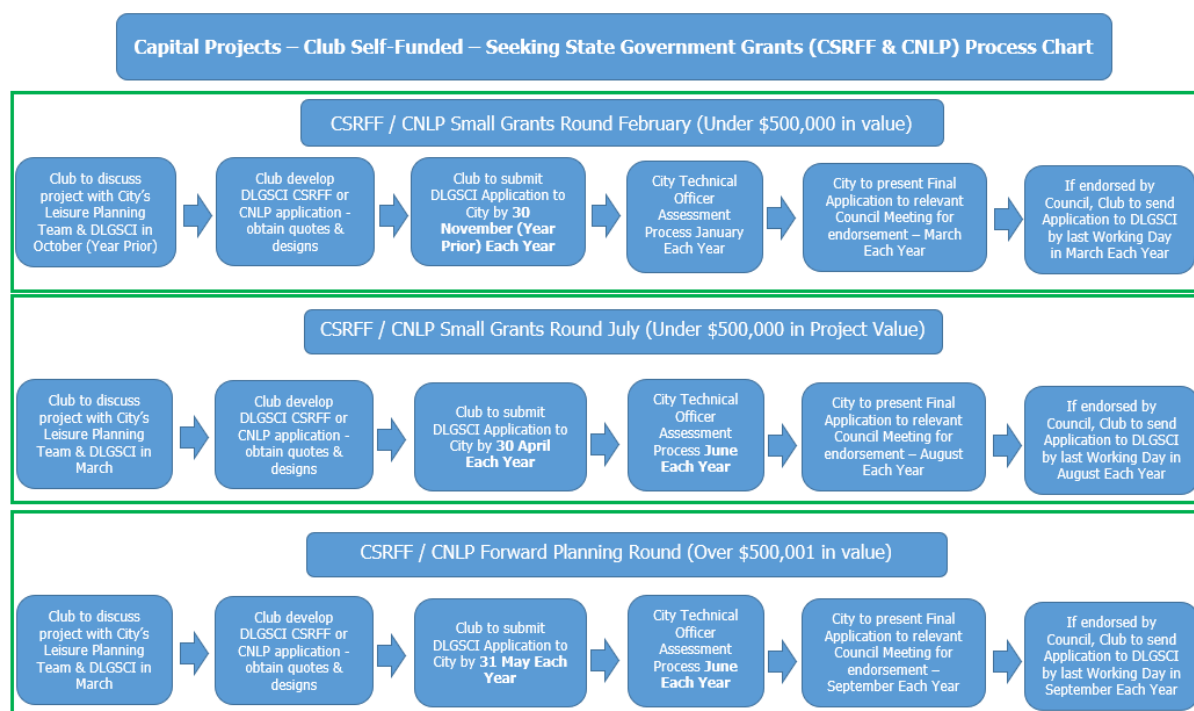 Capital Projects – Club Self-Funded – Seeking State Government Grants (CSRFF & CNLP) Process Chart
CSRFF / CNLP Small Grants Round February (Under $500,000 in value)
Club to discuss
project with City's
Leisure Planning
Team & DLGSCI in
October (Year Prior)
Club develop
DLGSCI CSRFF or
CNLP application -
obtain quotes &
designs
Club to submit
DLGSCI Application to
City by 30
November (Year
Prior) Each Year
City Technical
Officer
Assessment
Process January
Each Year
City to present Final
Application to relevant
Council Meeting for
endorsement – March
Each Year
If endorsed by
Council, Club to send
Application to DLGSCI
by last Working Day
in March Each Year
CSRFF / CNLP Small Grants Round July (Under $500,000 in Project Value)
Club to discuss
project with City's
Leisure Planning
Team & DLGSCI in
March
Club develop
DLGSCI CSRFF or
CNLP application -
obtain quotes &
designs
Club to submit
DLGSCI Application to
City by 30 April
Each Year
City Technical
Officer
Assessment
Process June
Each Year
City to present Final
Application to relevant
Council Meeting for
endorsement – August
Each Year
If endorsed by
Council, Club to send
Application to DLGSCI
by last Working Day in
August Each Year
CSRFF / CNLP Forward Planning Round (Over $500,001 in value)
Club to discuss
project with City's
Leisure Planning
Team & DLGSCI in
March
Club develop
DLGSCI CSRFF or
CNLP application -
obtain quotes &
designs
Club to submit
DLGSCI Application to
City by 31 May Each
Year
City Technical
Officer
Assessment
Process June
Each Year
City to present Final
Application to relevant
Council Meeting for
endorsement –
September Each Year
If endorsed by
Council, Club to send
Application to DLGSCI
by last Working Day in
September Each Year